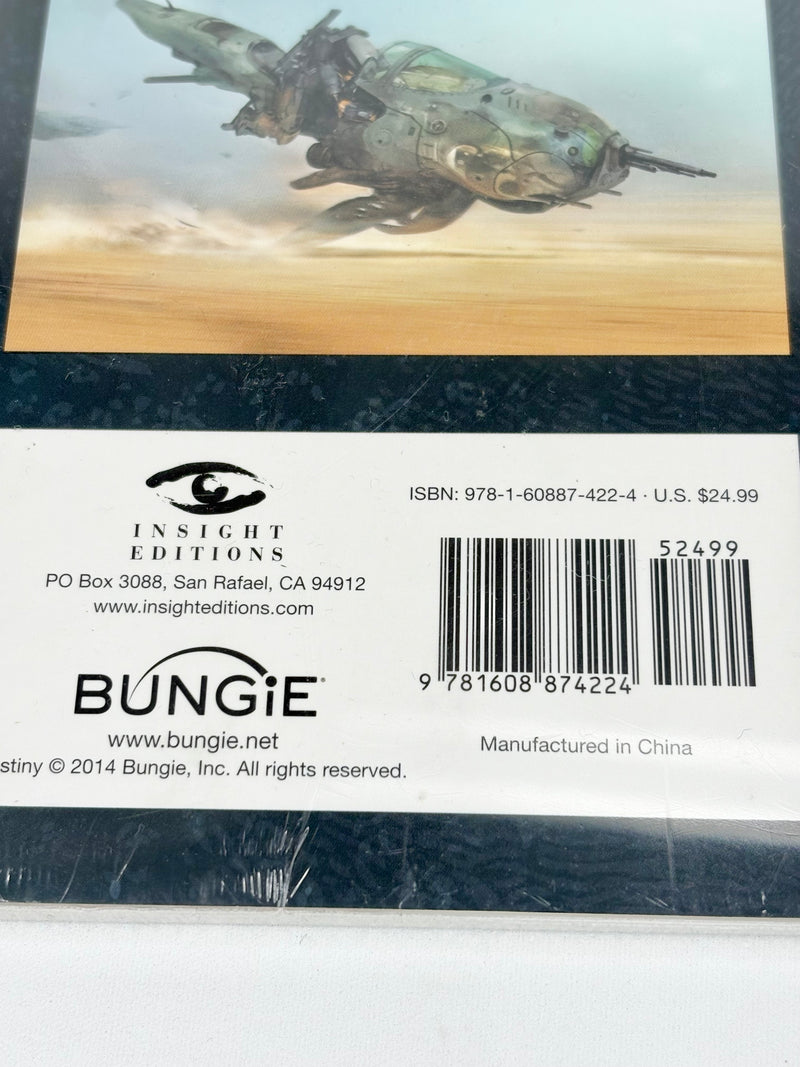 INSIGHT
EDITIONS
PO Box 3088, San Rafael, CA 94912
www.insighteditions.com
BUNGiE
www.bungie.net
stiny © 2014 Bungie, Inc. All rights reserved.
ISBN: 978-1-60887-422-4 · U.S. $24.99
52499
9 781608 874224
Manufactured in China